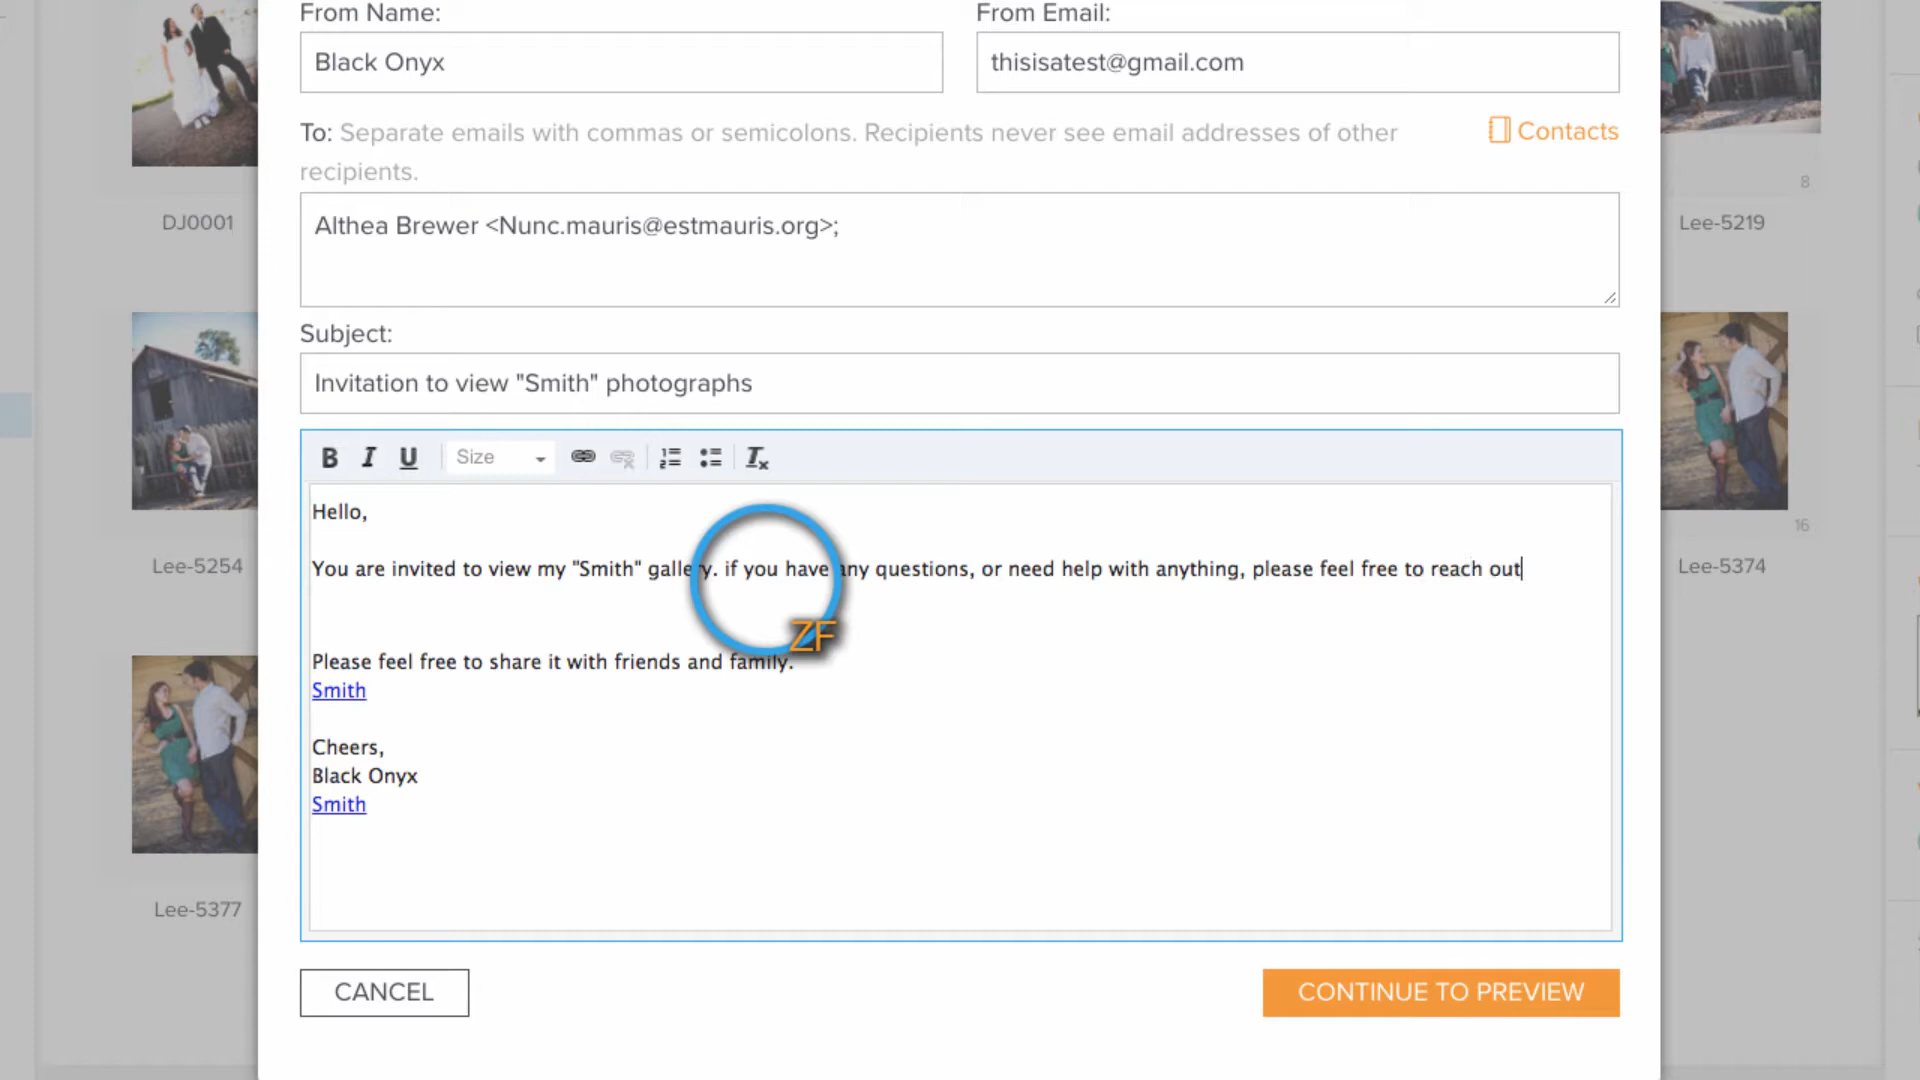 From Name:
From Email:
Black Onyx
thisisatest@gmail.com
To: Separate emails with commas or semicolons. Recipients never see email addresses of other
recipients.
Contacts
Althea Brewer <Nunc.mauris@estmauris.org>;
Subject:
Invitation to view "Smith" photographs
B I U Size
Hello,
You are invited to view my "Smith" gallery. if you have any questions, or need help with anything, please feel free to reach out
ZF
Please feel free to share it with friends and family.
Smith
Cheers,
Black Onyx
Smith
CANCEL
CONTINUE TO PREVIEW
DJ0001
Lee-5254
Lee-5377
8
Lee-5219
16
Lee-5374